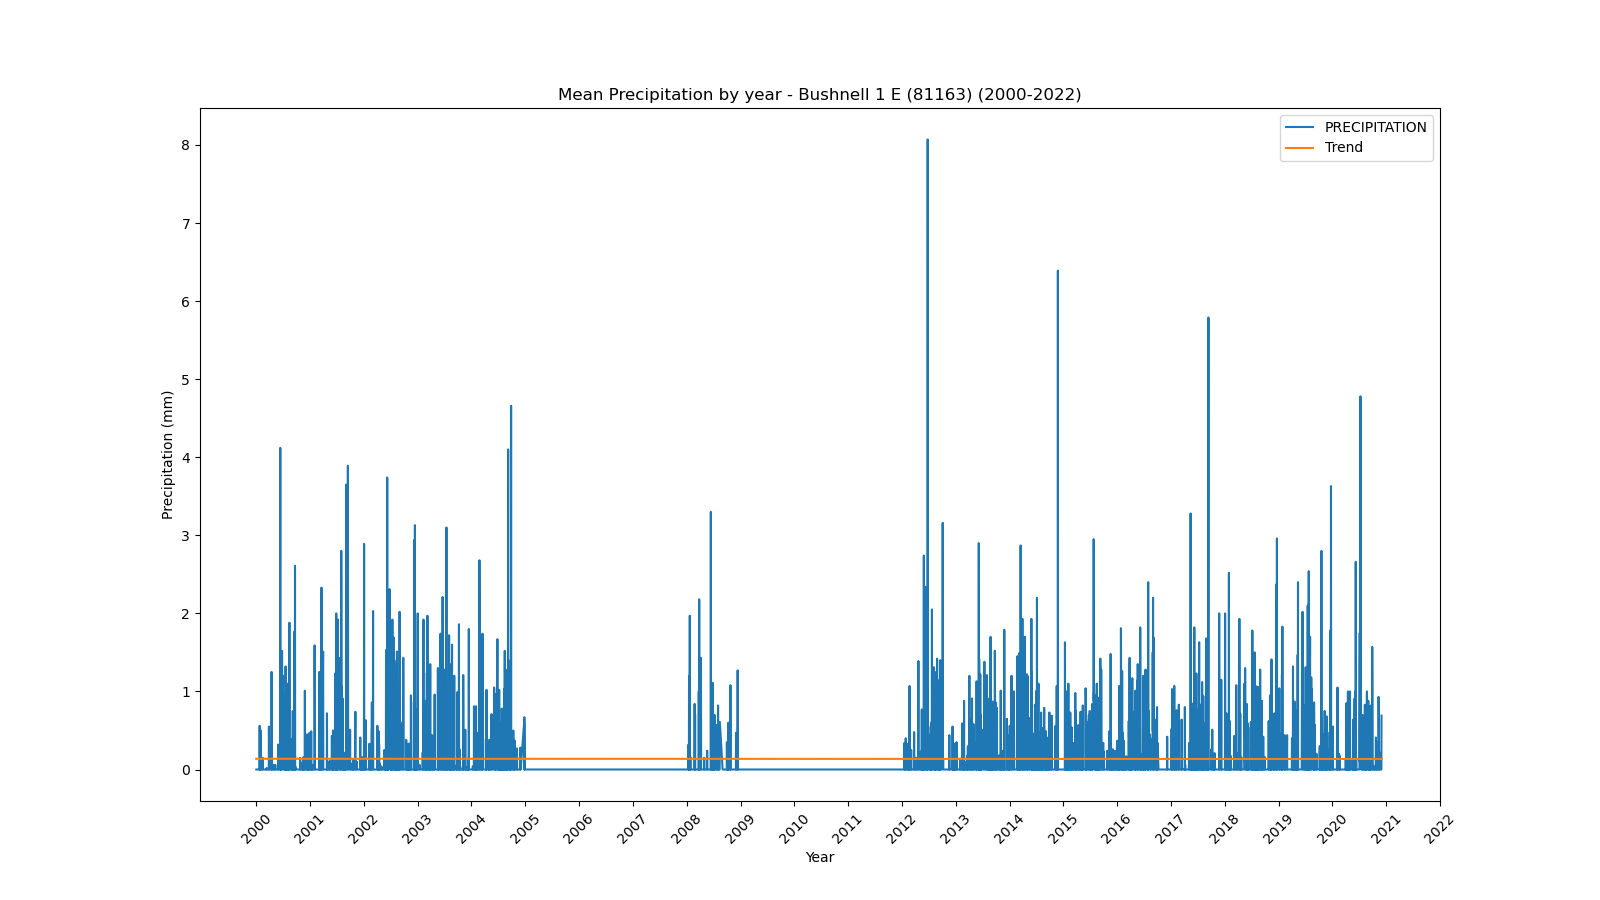 Mean Precipitation by year - Bushnell 1 E (81163) (2000-2022)
PRECIPITATION
Trend
8
7
6
5
4
3
2
1
0
Precipitation (mm)
2000 2001 2002 2003 2004 2005 2006 2007 2008 2009 2010 2011 2012 2013 2014 2015 2016 2017 2018 2019 2020 2021 2022
Year